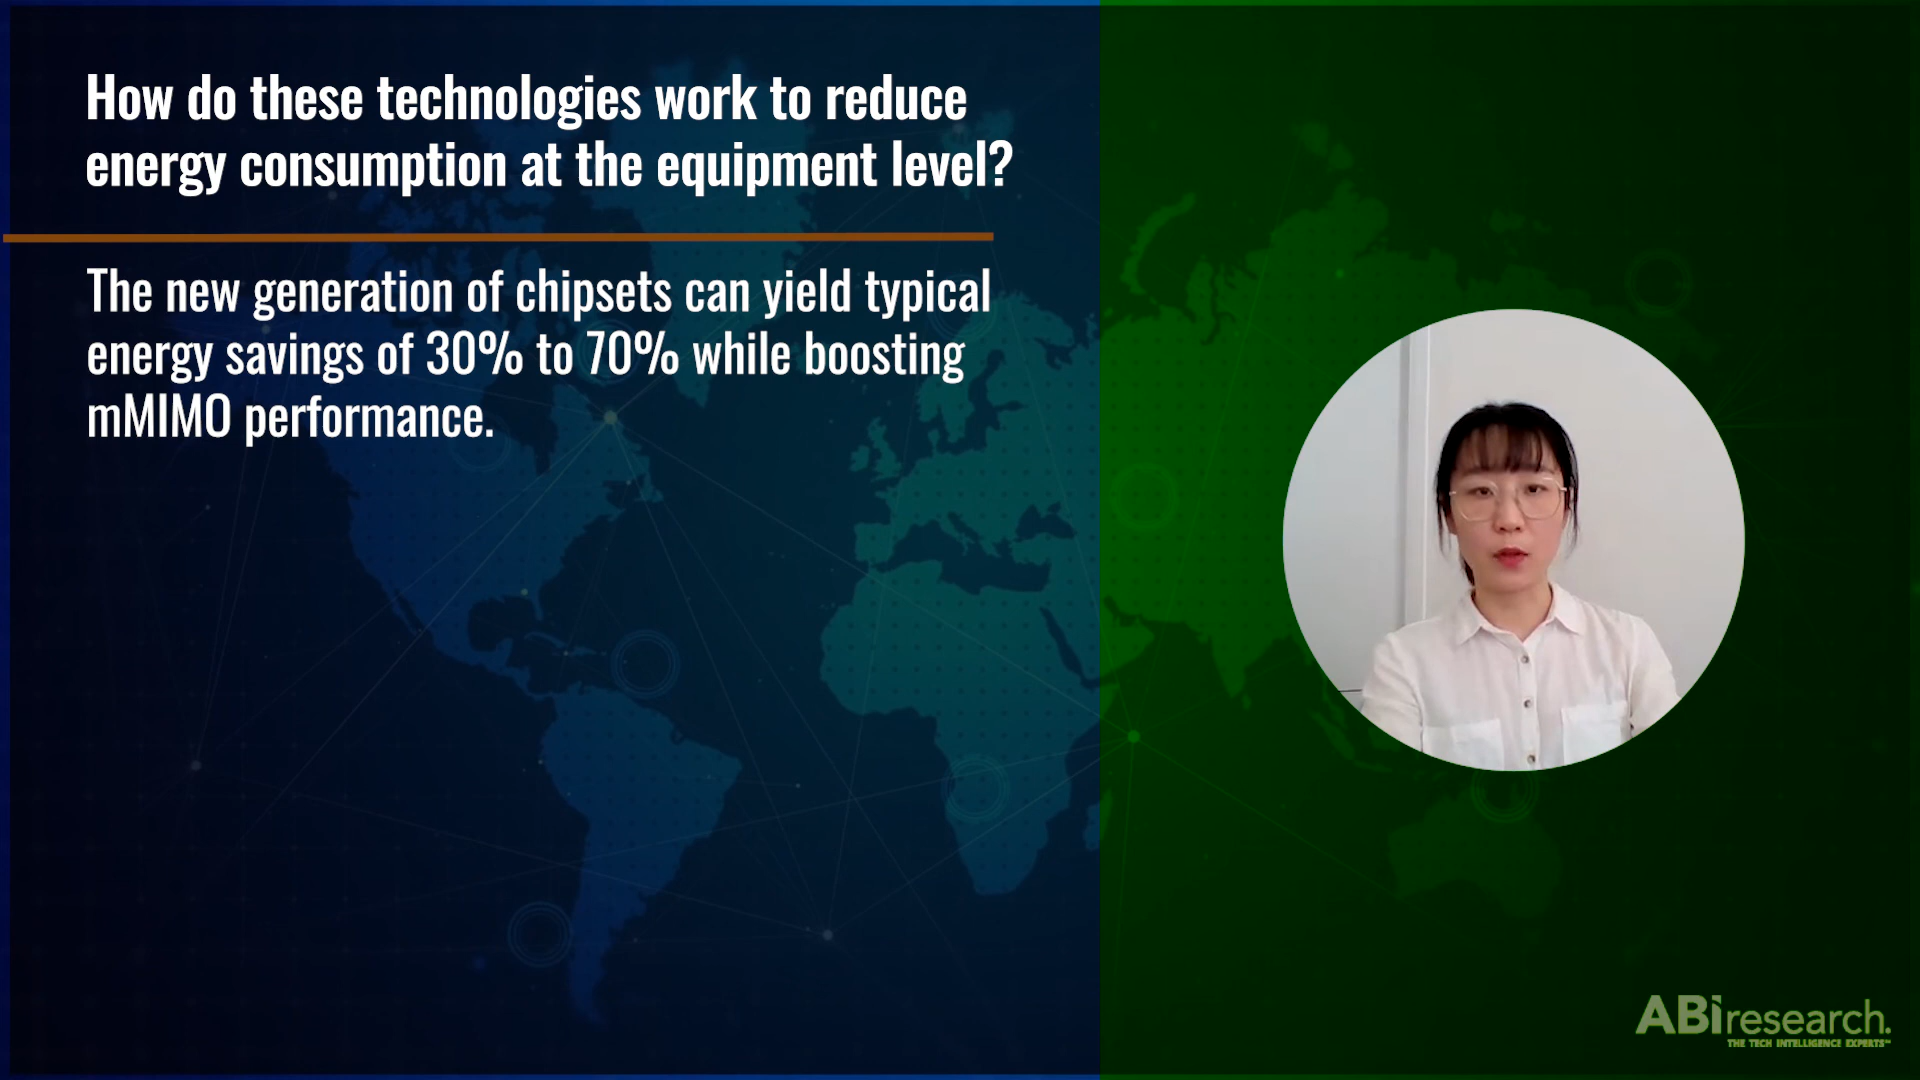 How do these technologies work to reduce
energy consumption at the equipment level?
The new generation of chipsets can yield typical
energy savings of 30% to 70% while boosting
mMIMO performance.
ABIresearch.
THE TECH INTELLIGENCE EXPERTS℠